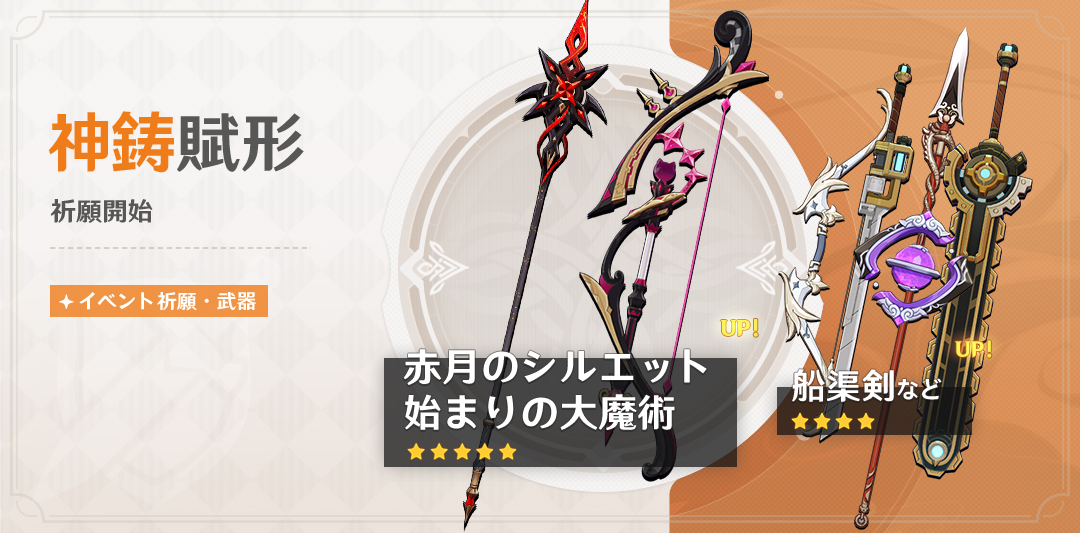 神鋳賦形
祈願開始
イベント祈願・武器
UP!
赤月のシルエット
始まりの大魔術
UP!
船渠剣など